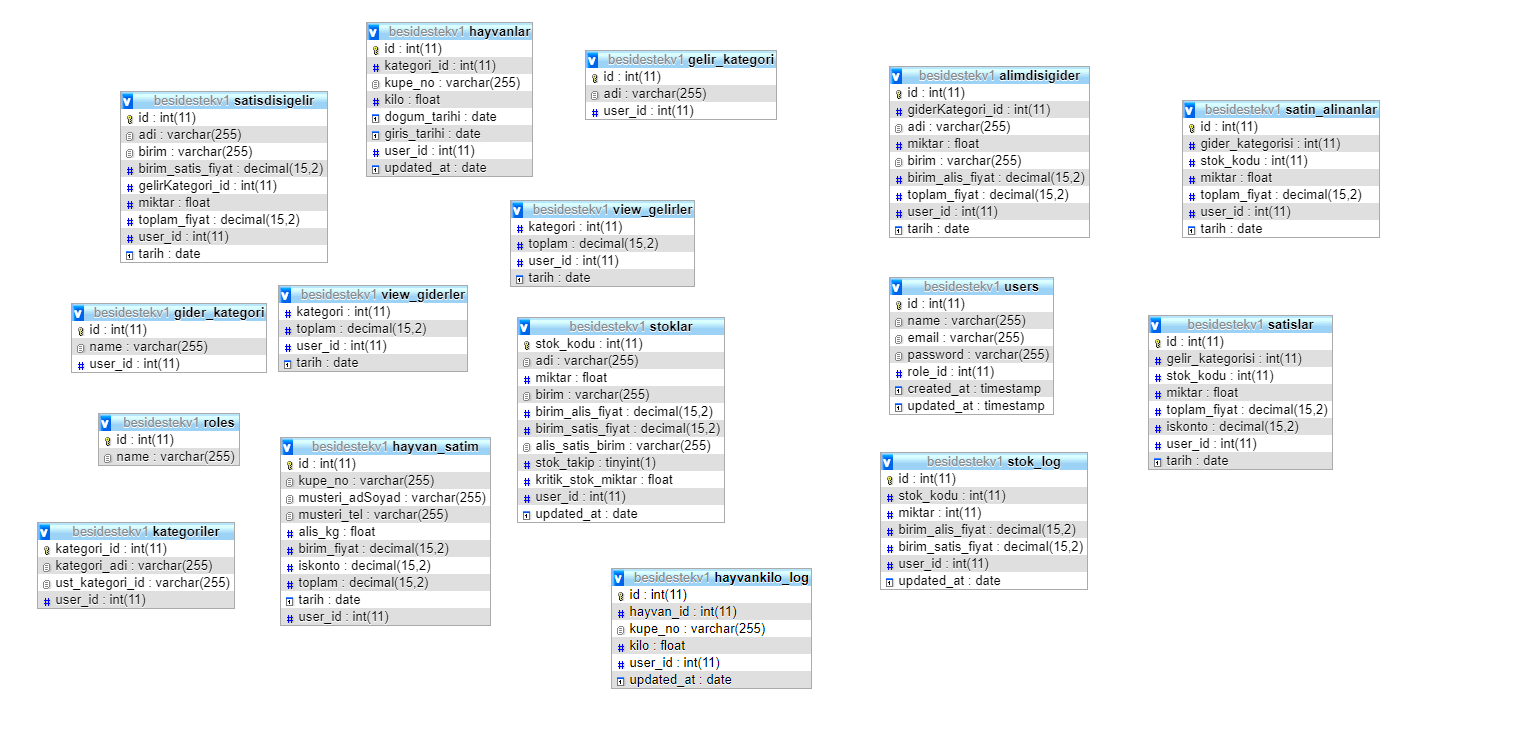 besidestekv1 hayvanlar
id : int(11)
kategori_id : int(11)
kupe_no : varchar(255)
kilo : float
dogum_tarihi : date
giris_tarihi : date
user_id : int(11)
updated_at : date
besidestekv1 gelir_kategori
id : int(11)
adi : varchar(255)
user_id : int(11)
besidestekv1 alimdisigider
id : int(11)
giderKategori_id : int(11)
adi : varchar(255)
miktar : float
birim : varchar(255)
birim_alis_fiyat : decimal(15,2)
toplam_fiyat : decimal(15,2)
user_id : int(11)
tarih : date
besidestekv1 satisdisigelir
id : int(11)
adi : varchar(255)
birim : varchar(255)
birim_satis_fiyat : decimal(15,2)
gelirKategori_id : int(11)
miktar : float
toplam_fiyat : decimal(15,2)
user_id : int(11)
tarih : date
besidestekv1 satin_alinanlar
id : int(11)
gider_kategorisi : int(11)
stok_kodu : int(11)
miktar : float
toplam_fiyat : decimal(15,2)
user_id : int(11)
tarih : date
besidestekv1 view_gelirler
kategori : int(11)
toplam : decimal(15,2)
user_id : int(11)
tarih : date
besidestekv1 users
id : int(11)
name : varchar(255)
email : varchar(255)
password : varchar(255)
role_id : int(11)
created_at : timestamp
updated_at : timestamp
besidestekv1 view_giderler
kategori : int(11)
toplam : decimal(15,2)
user_id : int(11)
tarih : date
besidestekv1 gider_kategori
id : int(11)
name : varchar(255)
user_id : int(11)
besidestekv1 stoklar
stok_kodu : int(11)
adi : varchar(255)
miktar : float
birim : varchar(255)
birim_alis_fiyat : decimal(15,2)
birim_satis_fiyat : decimal(15,2)
alis_satis_birim : varchar(255)
stok_takip : tinyint(1)
kritik_stok_miktar : float
user_id : int(11)
updated_at : date
besidestekv1 satislar
id : int(11)
gelir_kategorisi : int(11)
stok_kodu : int(11)
miktar : float
toplam_fiyat : decimal(15,2)
iskonto : decimal(15,2)
user_id : int(11)
tarih : date
besidestekv1 roles
id : int(11)
name : varchar(255)
besidestekv1 hayvan_satim
id : int(11)
kupe_no : varchar(255)
musteri_adSoyad : varchar(255)
musteri_tel : varchar(255)
alis_kg : float
birim_fiyat : decimal(15,2)
iskonto : decimal(15,2)
toplam : decimal(15,2)
tarih : date
user_id : int(11)
besidestekv1 stok_log
id : int(11)
stok_kodu : int(11)
miktar : int(11)
birim_alis_fiyat : decimal(15,2)
birim_satis_fiyat : decimal(15,2)
user_id : int(11)
updated_at : date
besidestekv1 kategoriler
kategori_id : int(11)
kategori_adi : varchar(255)
ust_kategori_id : varchar(255)
user_id : int(11)
besidestekv1 hayvankilo_log
id : int(11)
hayvan_id : int(11)
kupe_no : varchar(255)
kilo : float
user_id : int(11)
updated_at : date